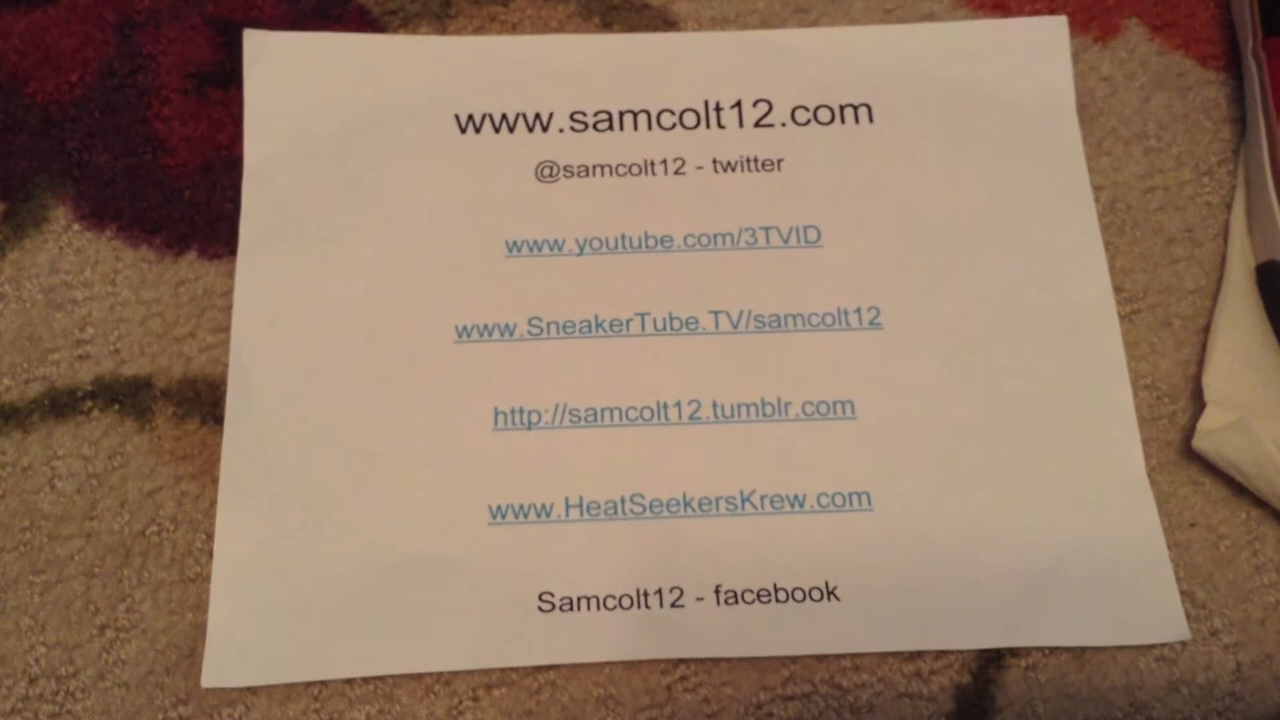 www.samcolt12.com
@samcolt12 - twitter
www.youtube.com/3TVID
www.SneakerTube.TV/samcolt12
http://samcolt12.tumblr.com
www.HeatSeekersKrew.com
Samcolt12 - facebook